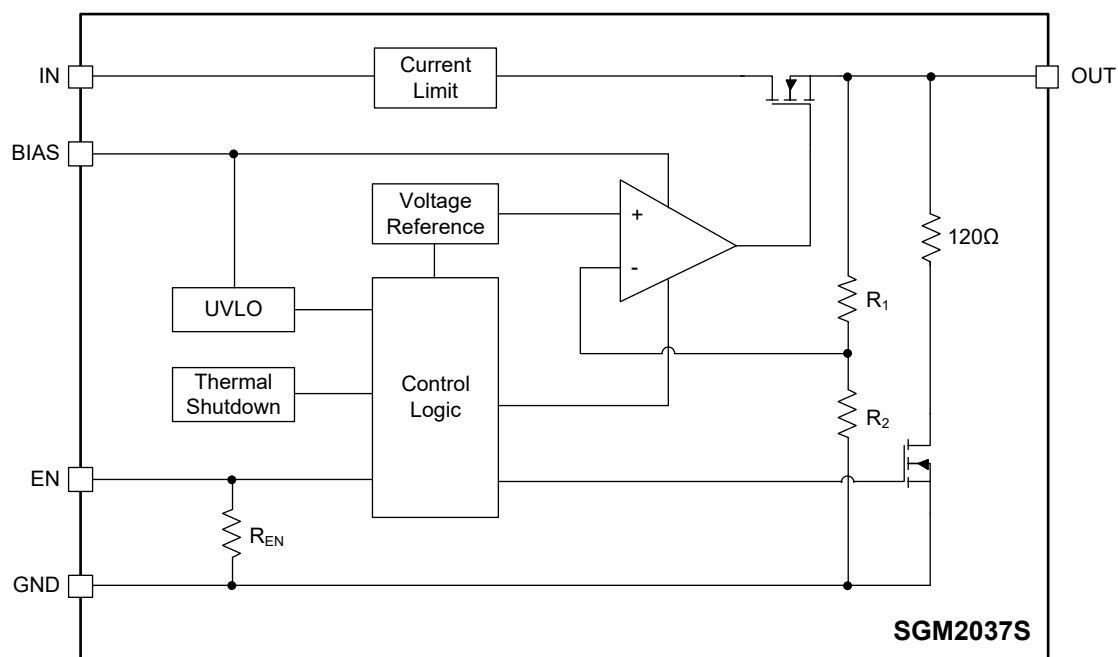 IN
Current
Limit
OUT
BIAS
Voltage
Reference
+
-
120Ω
UVLO
R1
Thermal
Shutdown
Control
Logic
R2
EN
REN
GND
SGM2037S